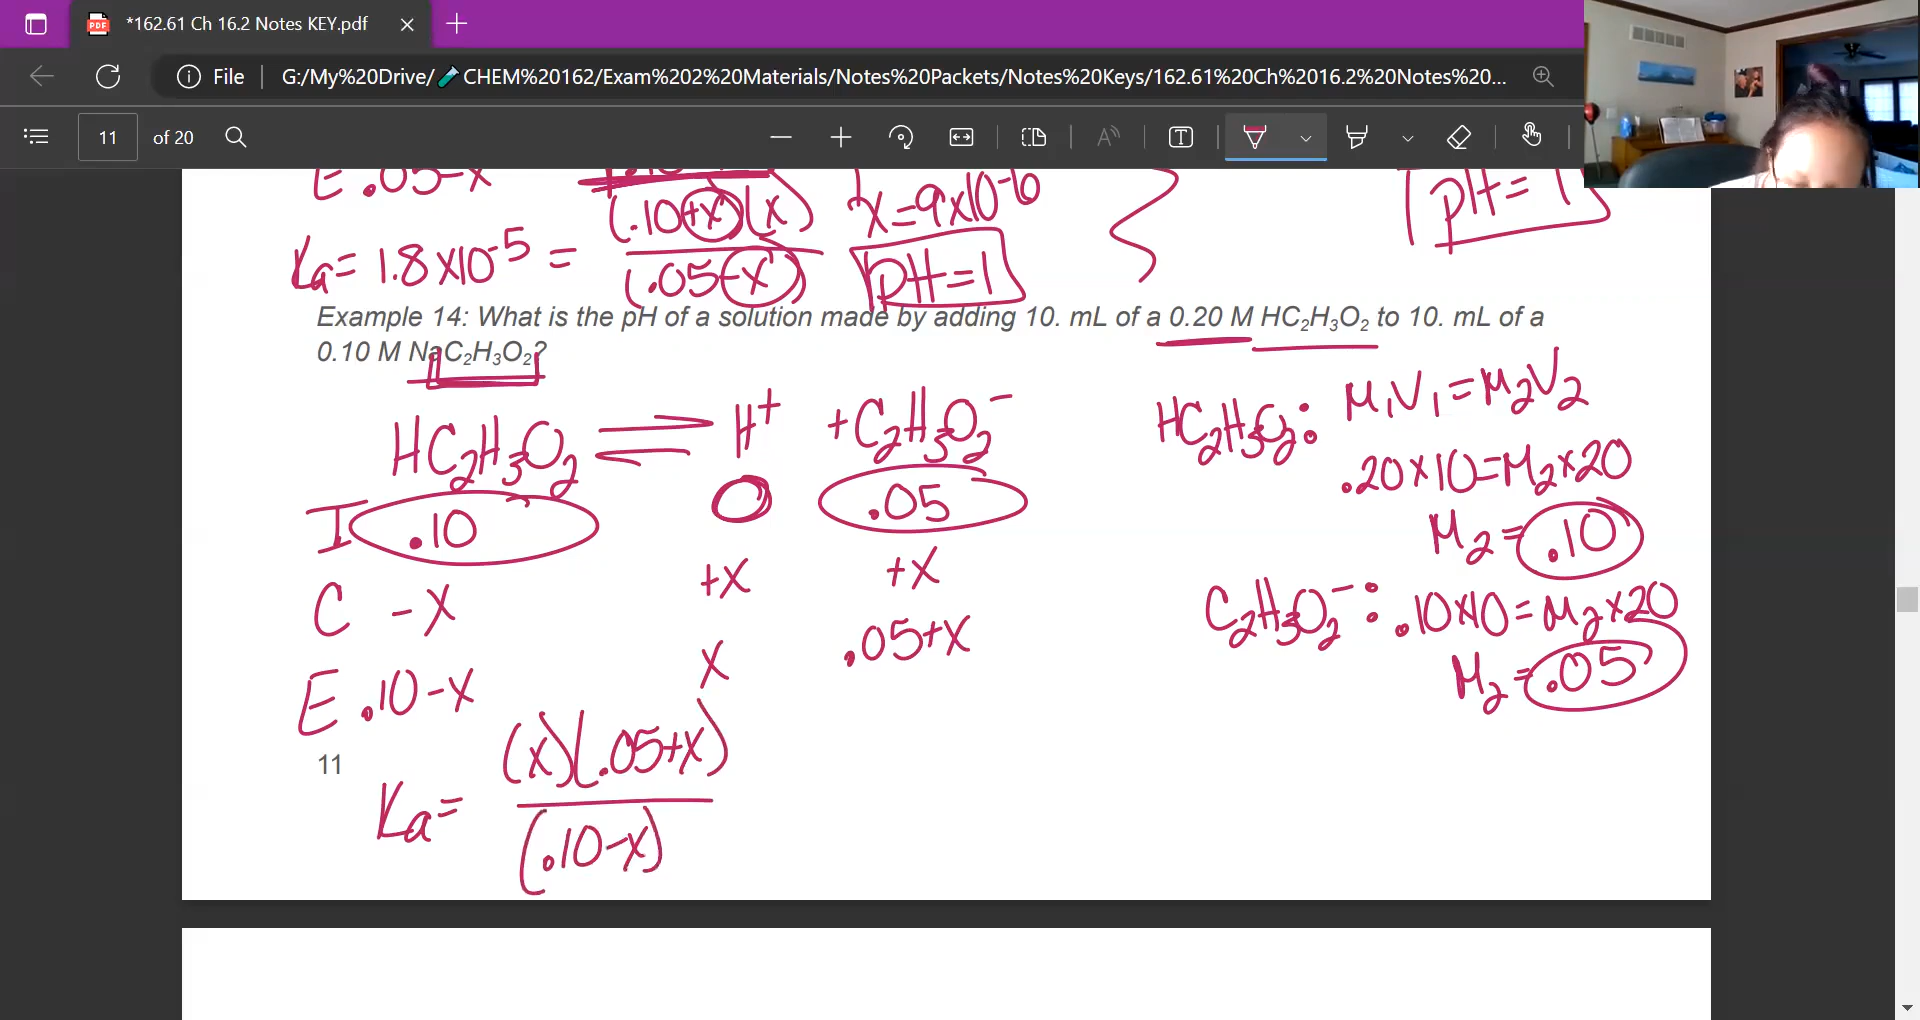 *162.61 Ch 16.2 Notes KEY.pdf
File G:/My%20Drive/🧪CHEM%20162/Exam%202%20Materials/Notes%20Packets/Notes%20Keys/162.61%20Ch%2016.2%20Notes%20...
11 of 20
E .05-x
(.10+x)(x) x=9x10⁻⁶ pH=1
Ka= 1.8x10⁻⁵ = (.05-x) pH=1
Example 14: What is the pH of a solution made by adding 10. mL of a 0.20 M HC₂H₃O₂ to 10. mL of a
0.10 M NaC₂H₃O₂?
HC₂H₃O₂ ⇌ H⁺ +C₂H₃O₂⁻
I .10 0 .05
C -x +x +x
E .10-x x .05+x
11
Ka= (x)(.05+x)
(.10-x)
HC₂H₃O₂: M₁V₁=M₂V₂
.20x10=M₂x20
M₂=.10
C₂H₃O₂⁻: .10x10=M₂x20
M₂=.05